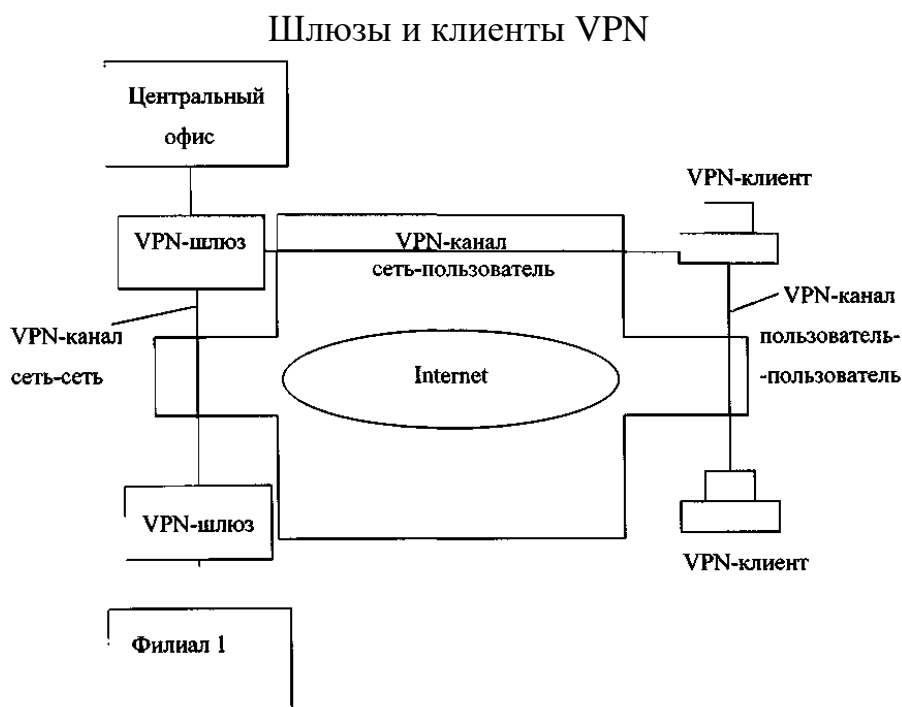 Шлюзы и клиенты VPN
Центральный
офис
VPN-клиент
VPN-шлюз
VPN-канал
сеть-пользователь
VPN-канал
сеть-сеть
VPN-канал
пользователь-
-пользователь
Internet
VPN-шлюз
VPN-клиент
Филиал 1